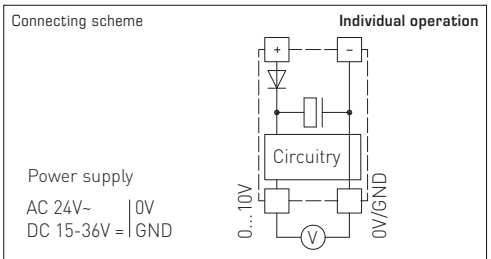 Connecting scheme
Individual operation
+
–
Circuitry
Power supply
AC 24V~ | 0V
DC 15-36V = | GND
0...10V
0V/GND
V